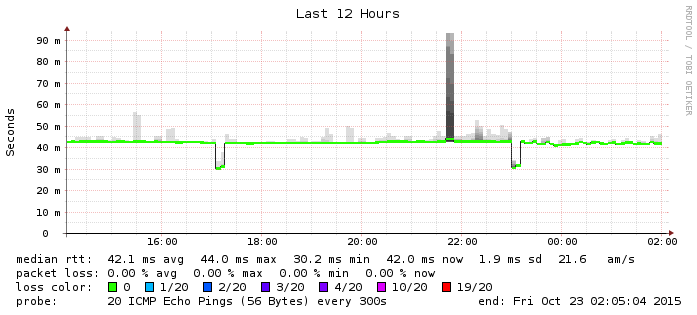 Last 12 Hours
RRDTOOL / TOBI OETIKER
Seconds
90 m
80 m
70 m
60 m
50 m
40 m
30 m
20 m
10 m
0
16:00 18:00 20:00 22:00 00:00 02:00
median rtt: 42.1 ms avg 44.0 ms max 30.2 ms min 42.0 ms now 1.9 ms sd 21.6 am/s
packet loss: 0.00 % avg 0.00 % max 0.00 % min 0.00 % now
loss color: 0 1/20 2/20 3/20 4/20 10/20 19/20
probe: 20 ICMP Echo Pings (56 Bytes) every 300s end: Fri Oct 23 02:05:04 2015